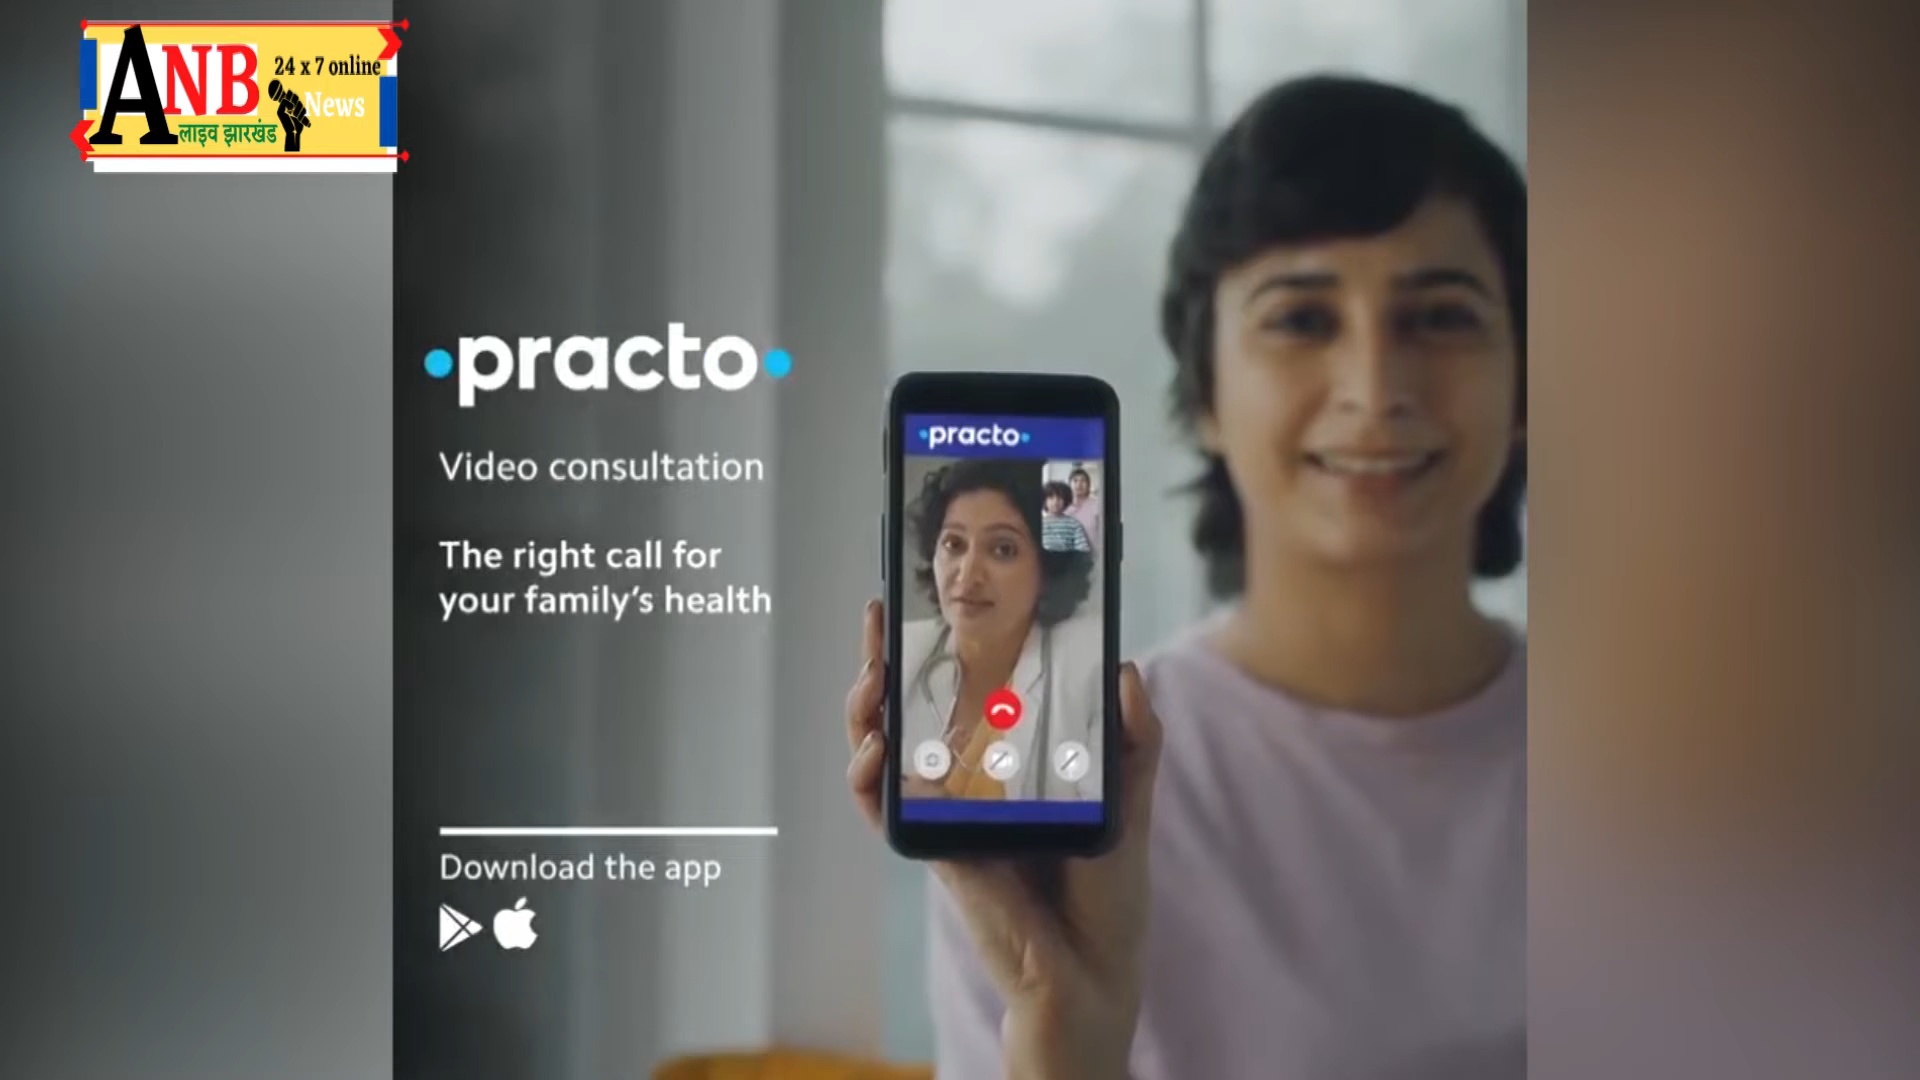 ANB
24 x 7 online
News
लाइव झारखंड
practo
Video consultation
The right call for
your family's health
practo
Download the app